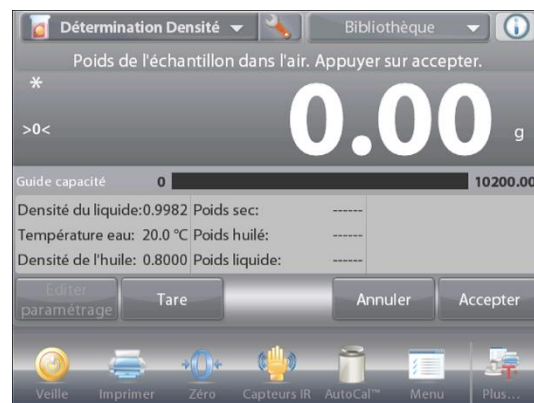 Détermination Densité Bibliothèque
Poids de l'échantillon dans l'air. Appuyer sur accepter.
*
>0< 0.00 g
Guide capacité 0 10200.00
Densité du liquide:0.9982 Poids sec: ------
Température eau: 20.0 °C Poids huilé: ------
Densité de l'huile: 0.8000 Poids liquide: ------
Editer paramétrage Tare Annuler Accepter
Veille Imprimer Zéro Capteurs IR AutoCal™ Menu Plus...